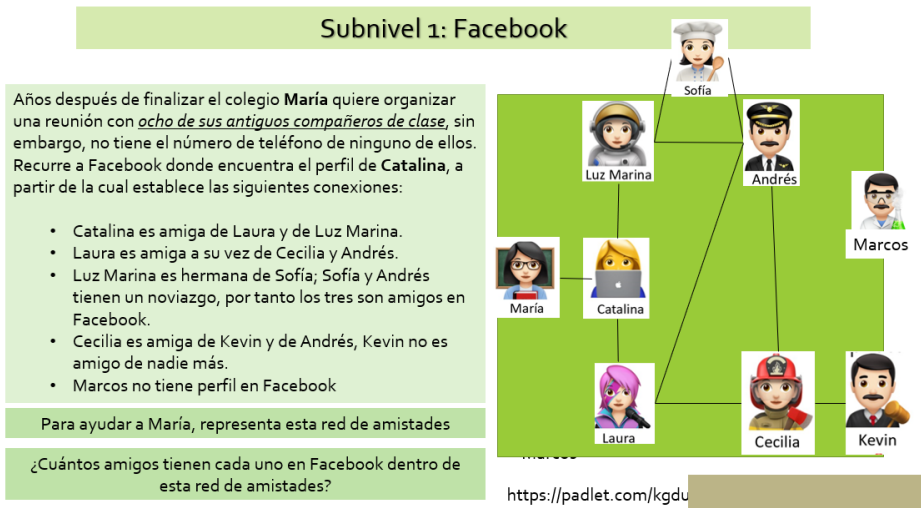 Subnivel 1: Facebook
Años después de finalizar el colegio María quiere organizar
una reunión con ocho de sus antiguos compañeros de clase, sin
embargo, no tiene el número de teléfono de ninguno de ellos.
Recurre a Facebook donde encuentra el perfil de Catalina, a
partir de la cual establece las siguientes conexiones:
• Catalina es amiga de Laura y de Luz Marina.
• Laura es amiga a su vez de Cecilia y Andrés.
• Luz Marina es hermana de Sofía; Sofía y Andrés
tienen un noviazgo, por tanto los tres son amigos en
Facebook.
• Cecilia es amiga de Kevin y de Andrés, Kevin no es
amigo de nadie más.
• Marcos no tiene perfil en Facebook
Para ayudar a María, representa esta red de amistades
¿Cuántos amigos tienen cada uno en Facebook dentro de
esta red de amistades?
Sofía
Luz Marina
Andrés
Marcos
María
Catalina
Laura
Cecilia
Kevin
https://padlet.com/kgdu